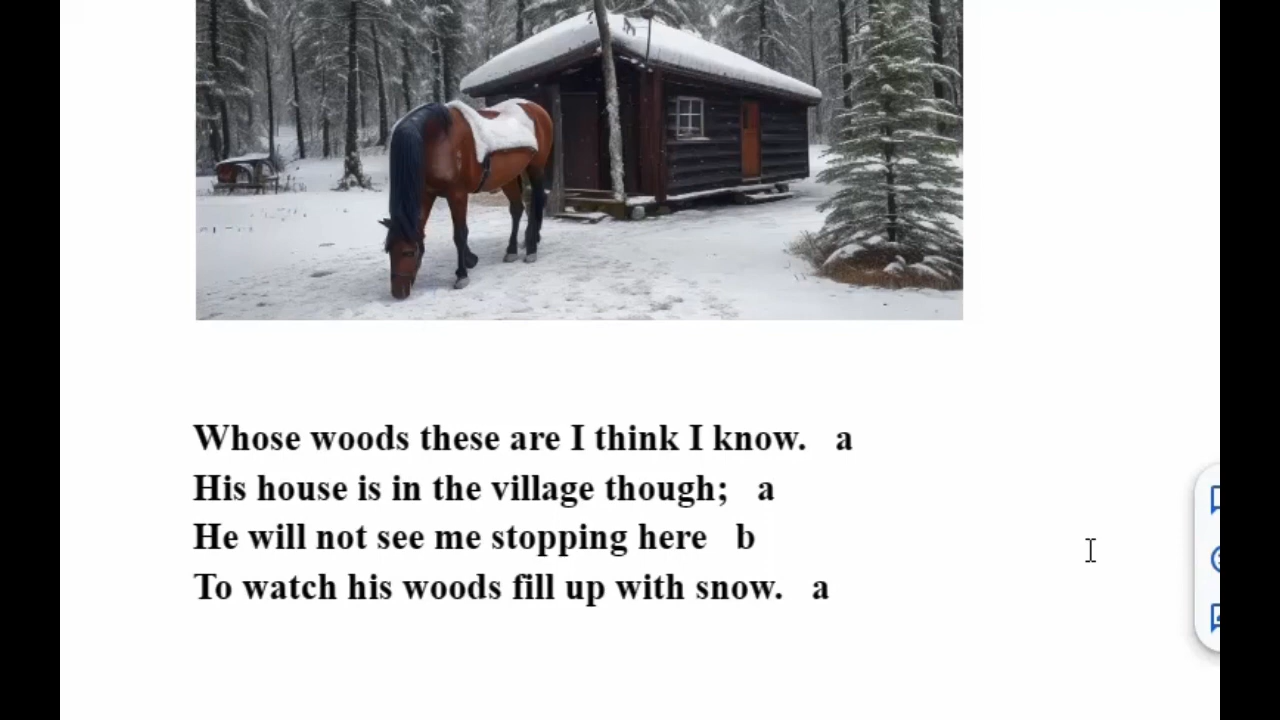 Whose woods these are I think I know.   a
His house is in the village though;   a
He will not see me stopping here   b
To watch his woods fill up with snow.   a